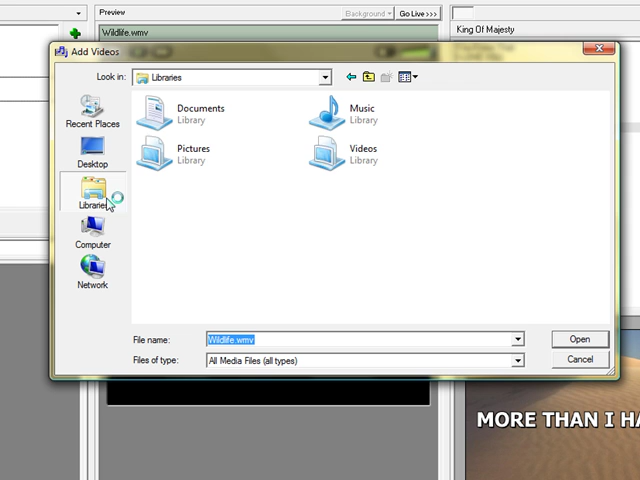 Preview
Background
Go Live >>>
Wildlife.wmv
King Of Majesty
Add Videos
Look in:
Libraries
Recent Places
Desktop
Libraries
Computer
Network
Documents
Library
Music
Library
Pictures
Library
Videos
Library
File name:
Wildlife.wmv
Open
Files of type:
All Media Files (all types)
Cancel
MORE THAN I HA